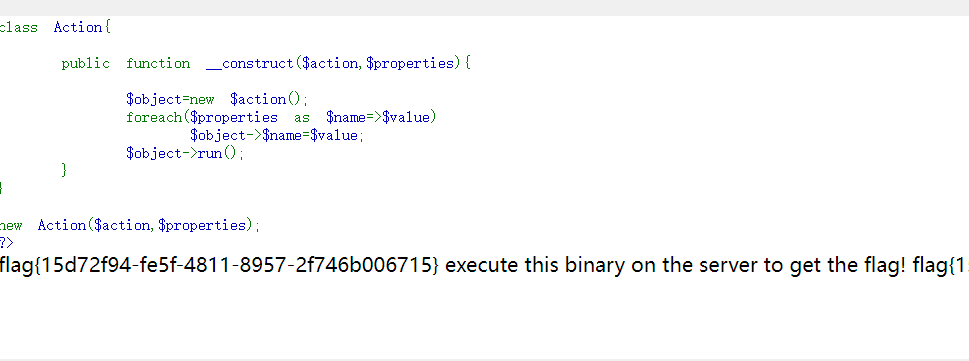 class Action{
public function __construct($action,$properties){
$object=new $action();
foreach($properties as $name=>$value)
$object->$name=$value;
$object->run();
}
}
new Action($action,$properties);
?>
flag{15d72f94-fe5f-4811-8957-2f746b006715} execute this binary on the server to get the flag! flag{1